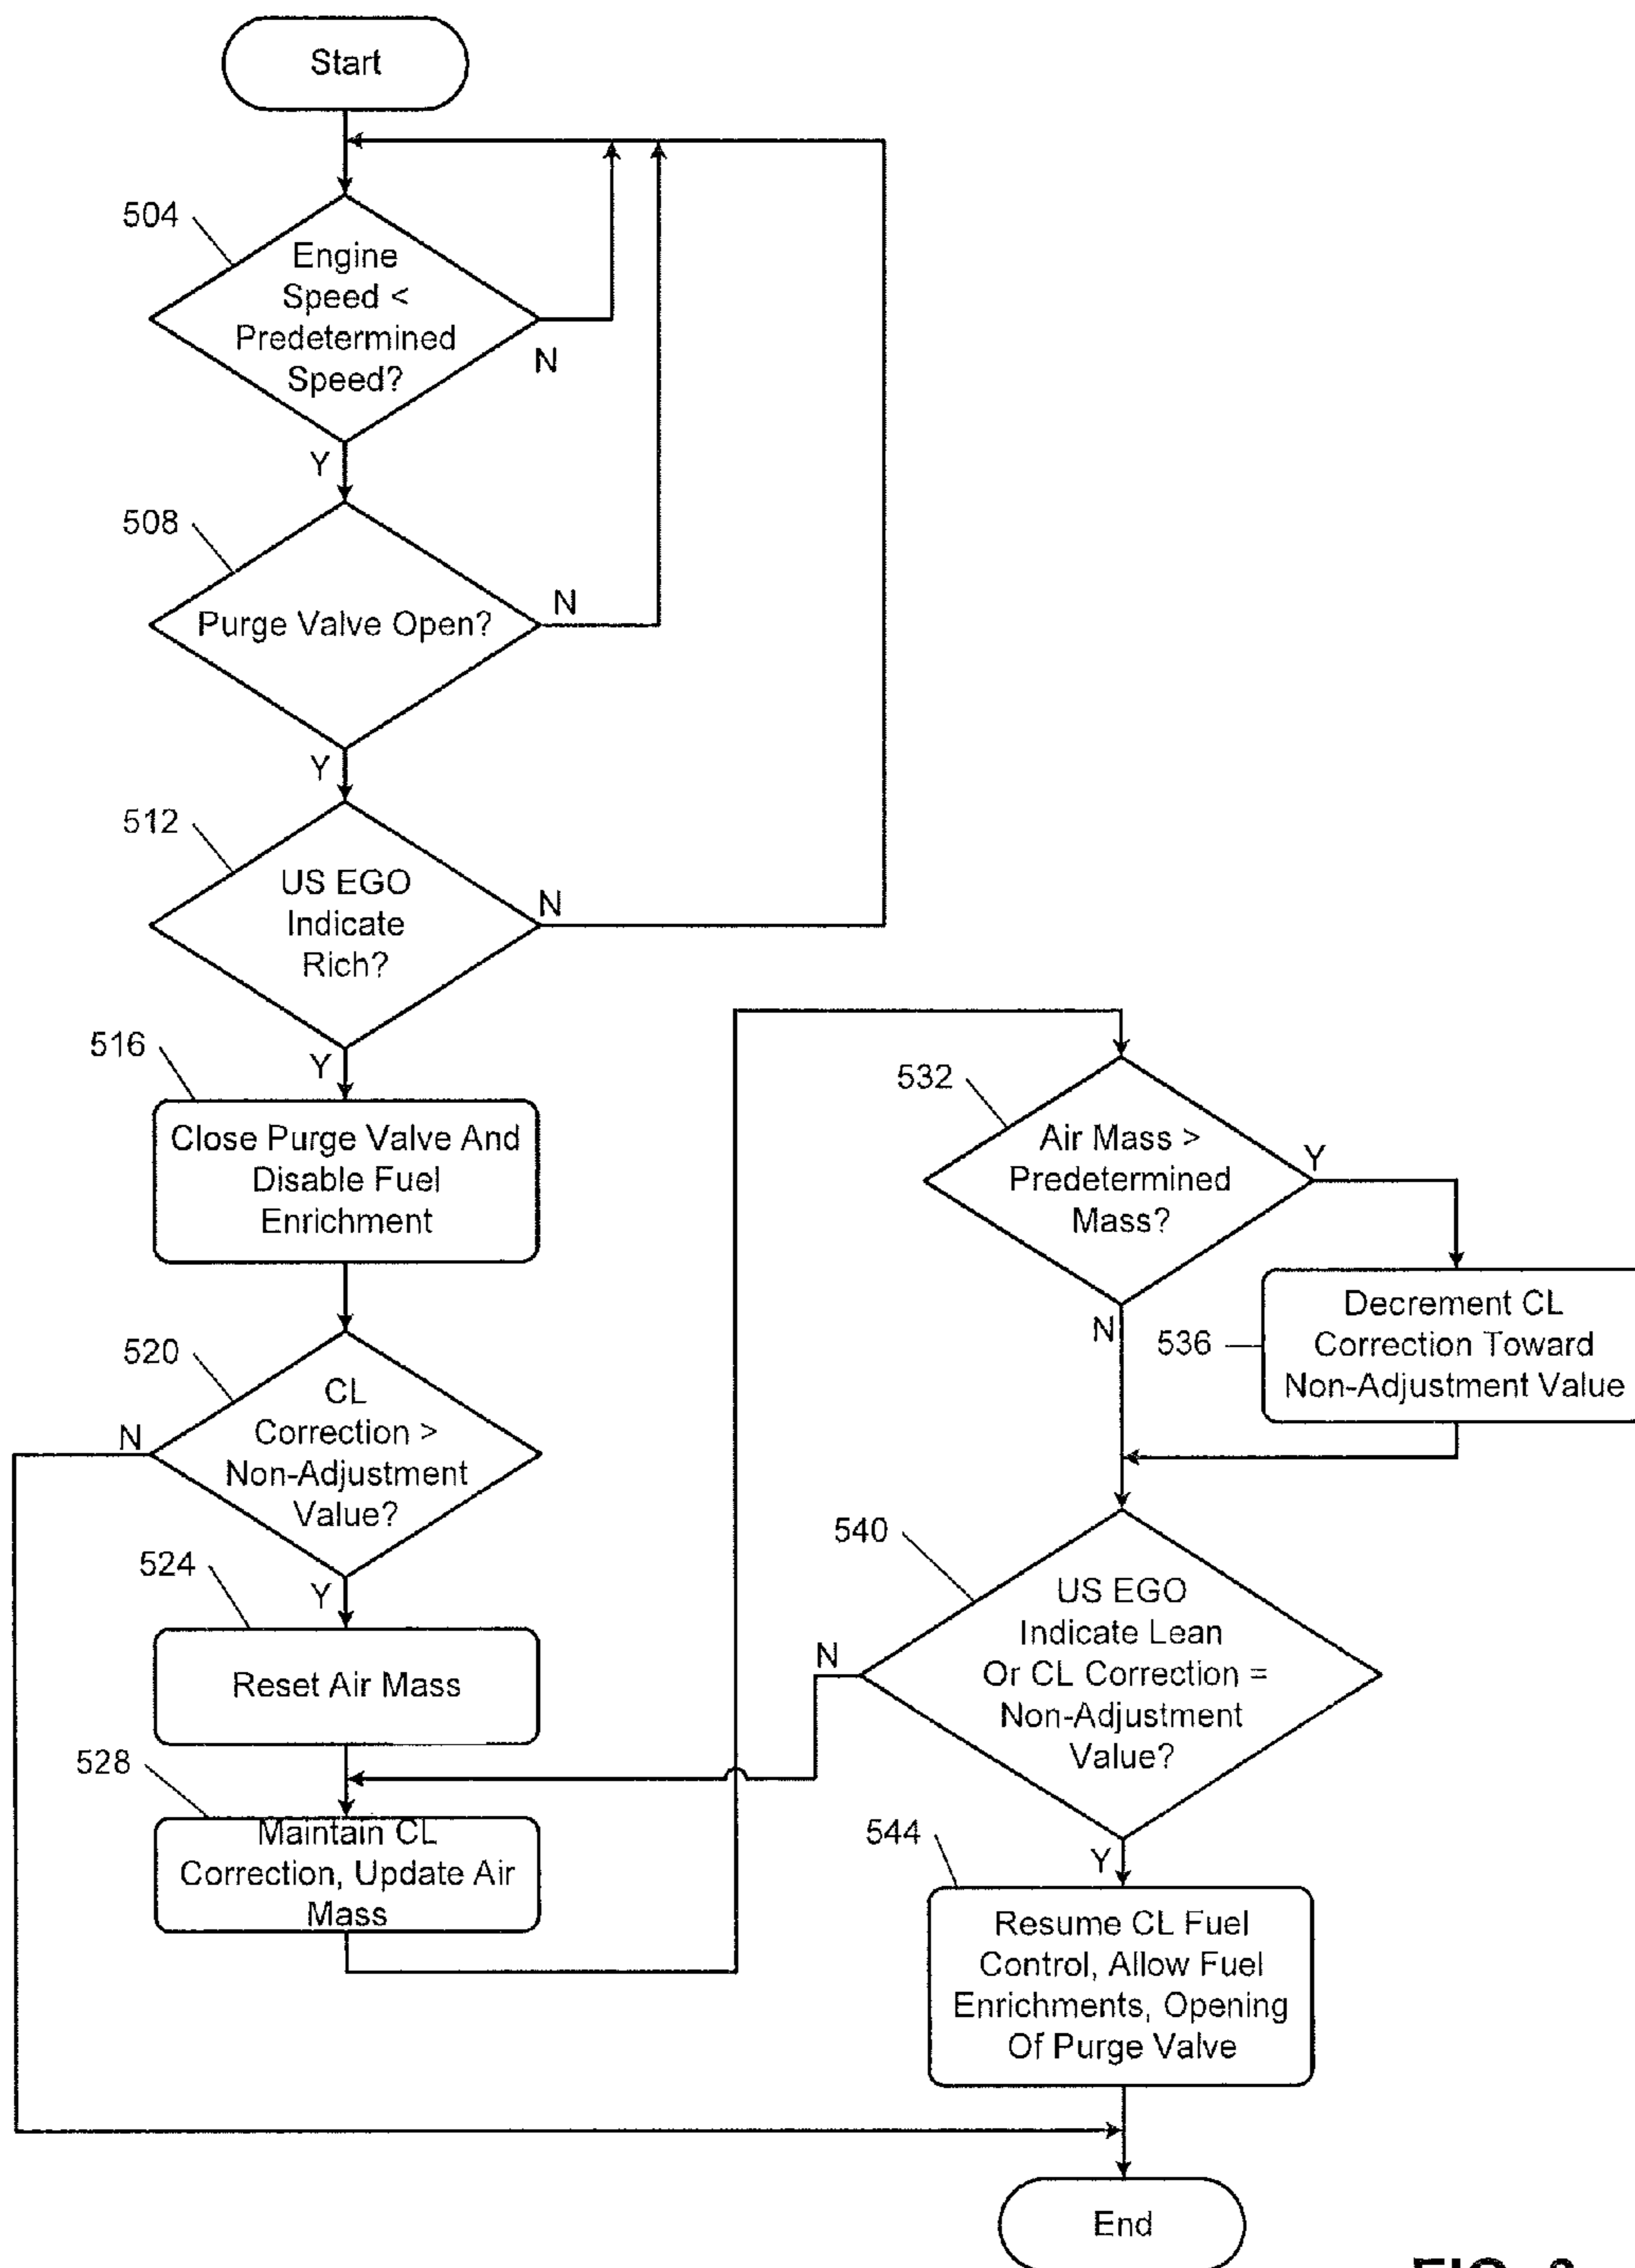 Start
504
Engine
Speed <
Predetermined
Speed?
N
Y
508
Purge Valve Open?
N
Y
512
US EGO
Indicate
Rich?
N
Y
516
Close Purge Valve And
Disable Fuel
Enrichment
520
CL
Correction >
Non-Adjustment
Value?
N
Y
524
Reset Air Mass
528
Maintain CL
Correction, Update Air
Mass
532
Air Mass >
Predetermined
Mass?
Y
N
536
Decrement CL
Correction Toward
Non-Adjustment Value
540
US EGO
Indicate Lean
Or CL Correction =
Non-Adjustment
Value?
N
Y
544
Resume CL Fuel
Control, Allow Fuel
Enrichments, Opening
Of Purge Valve
End